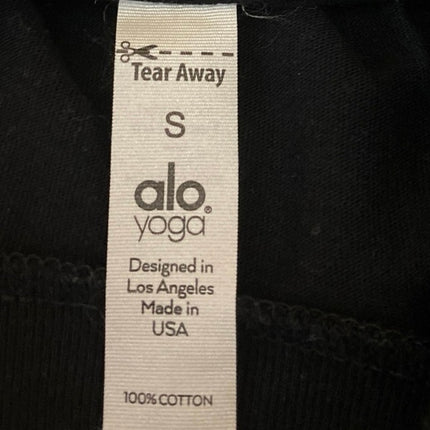 Tear Away
S
alo®
yoga
Designed in
Los Angeles
Made in
USA
100% COTTON